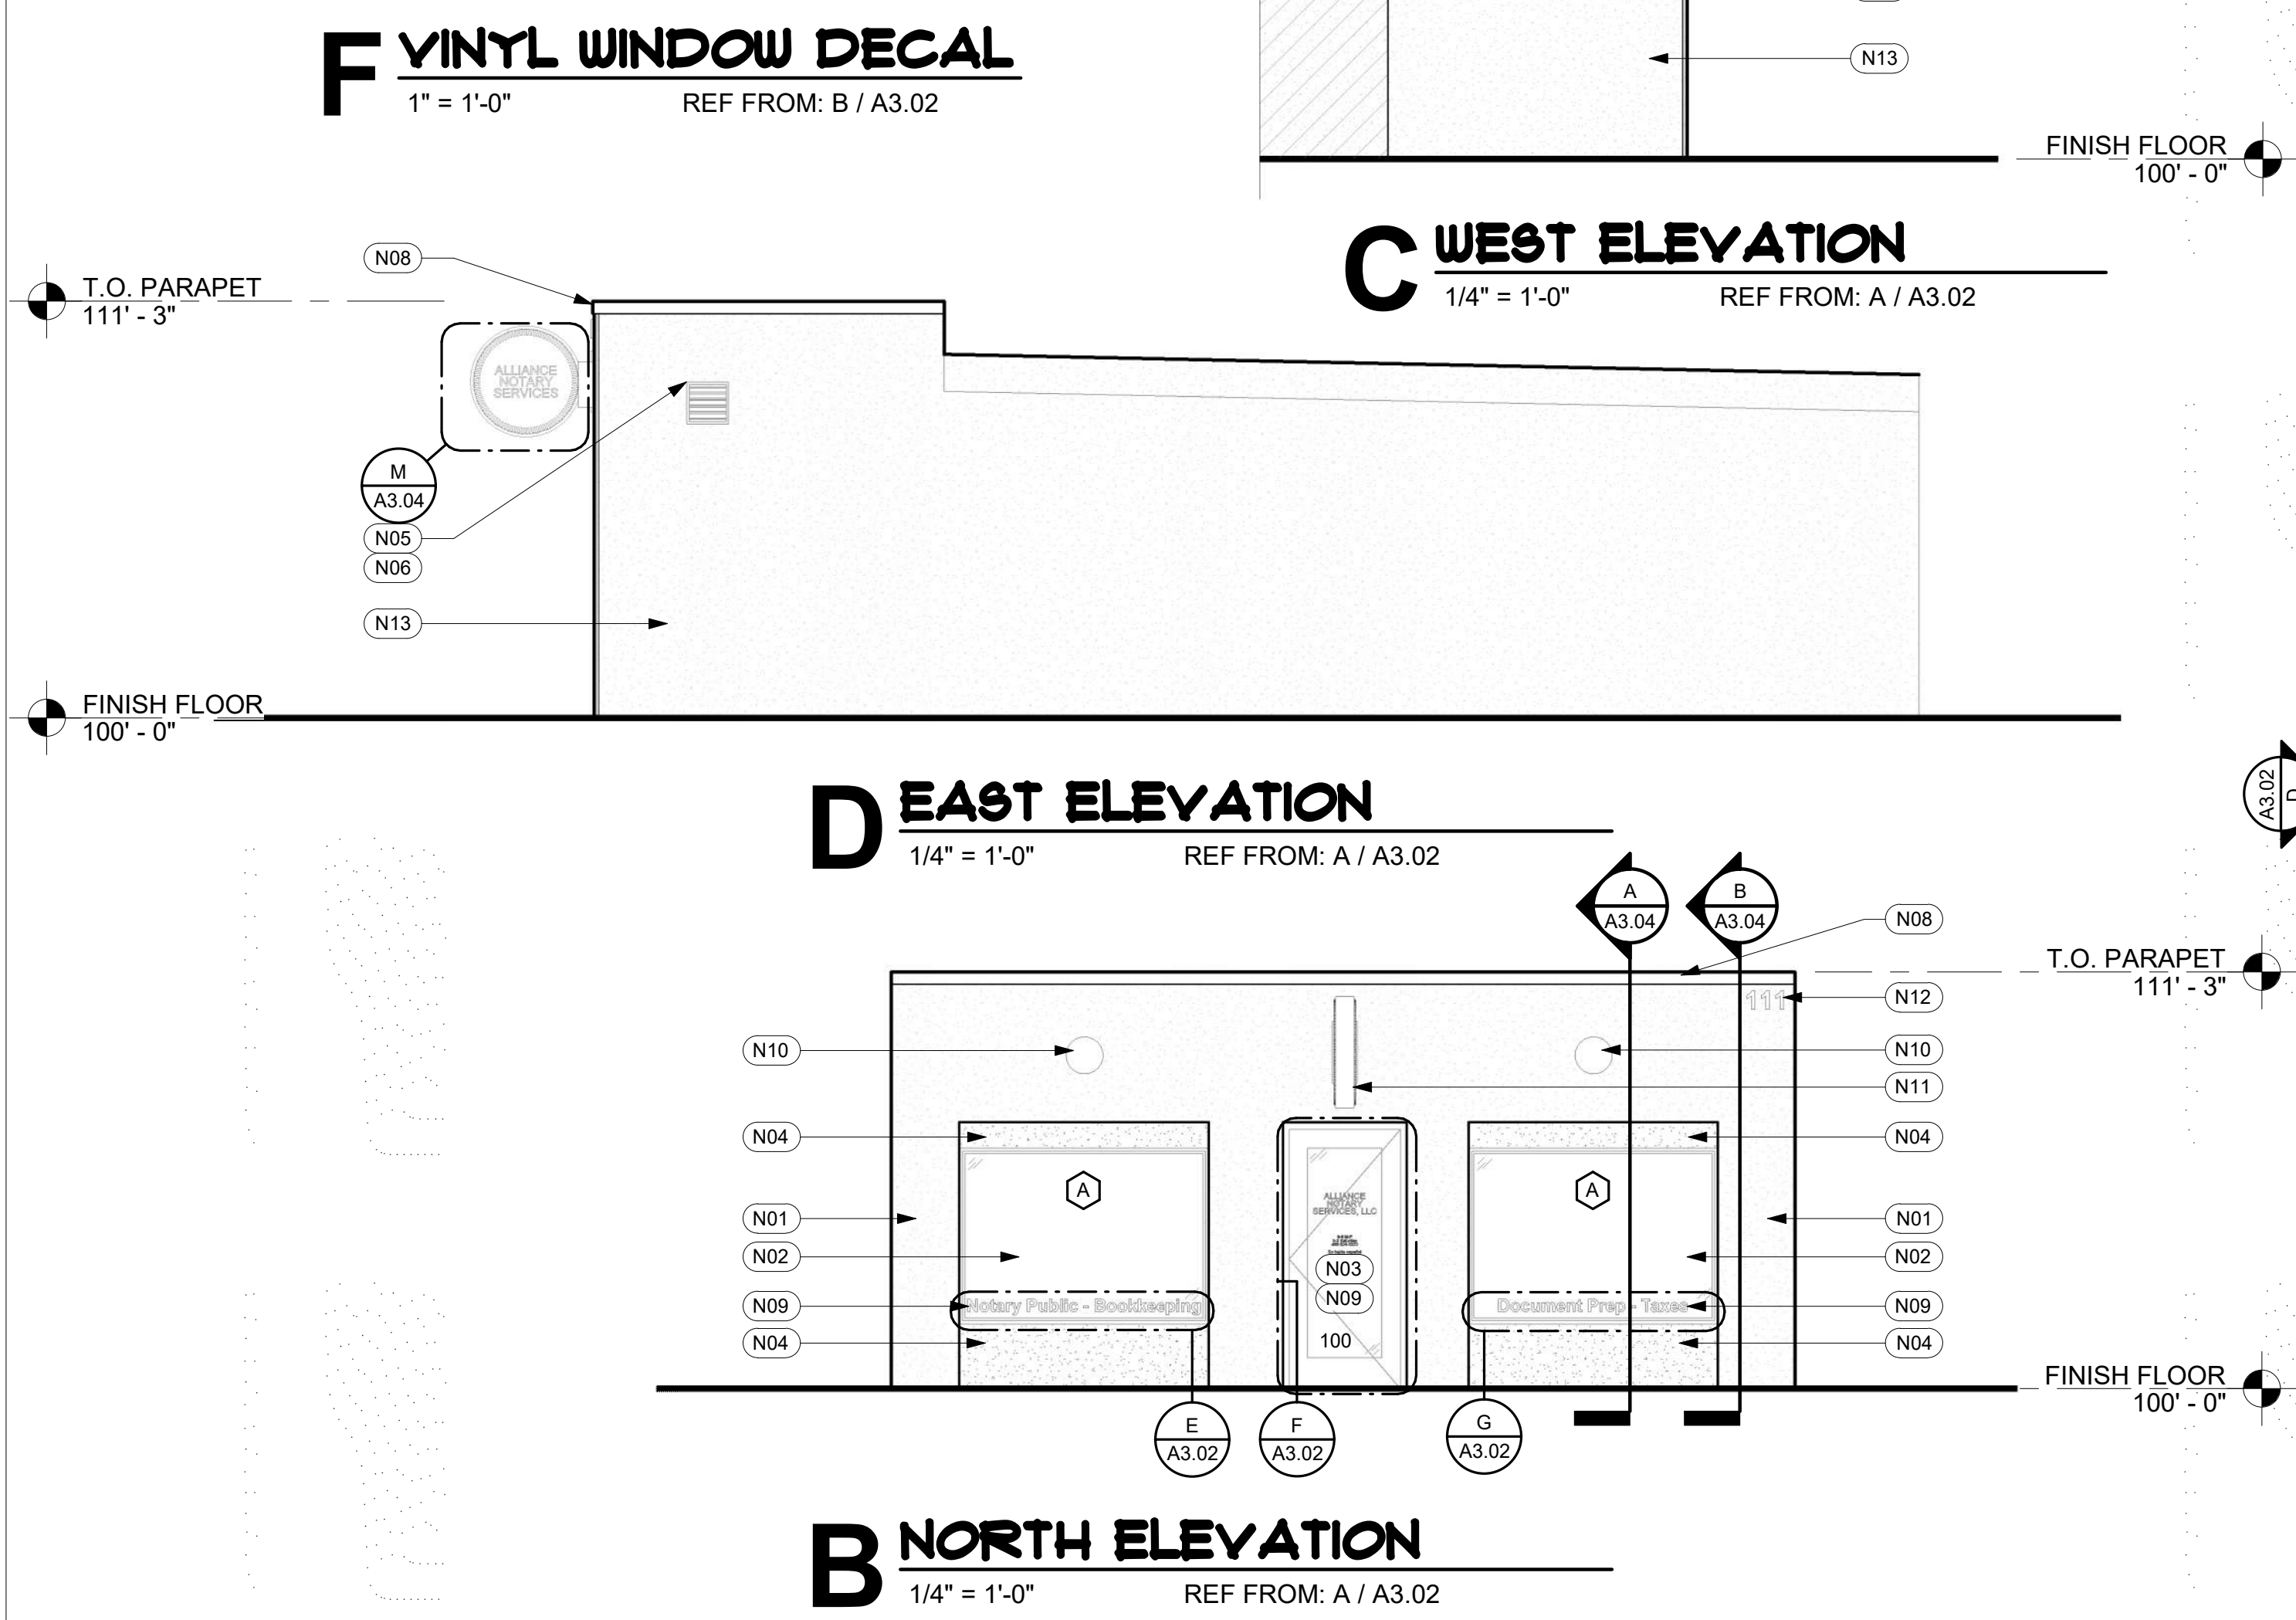 F VINYL WINDOW DECAL
1" = 1'-0" REF FROM: B / A3.02
N13
FINISH FLOOR
100' - 0"
C WEST ELEVATION
1/4" = 1'-0" REF FROM: A / A3.02
N08
T.O. PARAPET
111' - 3"
ALLIANCE
NOTARY
SERVICES
M
A3.04
N05
N06
N13
FINISH FLOOR
100' - 0"
D EAST ELEVATION
1/4" = 1'-0" REF FROM: A / A3.02
A3.02
D
A
A3.04
B
A3.04
N08
T.O. PARAPET
111' - 3"
111
N12
N10
N10
N11
N04
N04
A
A
ALLIANCE
NOTARY
SERVICES, LLC
N01
N01
N02
N02
N03
N09
N09
Notary Public - Bookkeeping
Document Prep - Taxes
N09
N04
100
N04
FINISH FLOOR
100' - 0"
E
A3.02
F
A3.02
G
A3.02
B NORTH ELEVATION
1/4" = 1'-0" REF FROM: A / A3.02